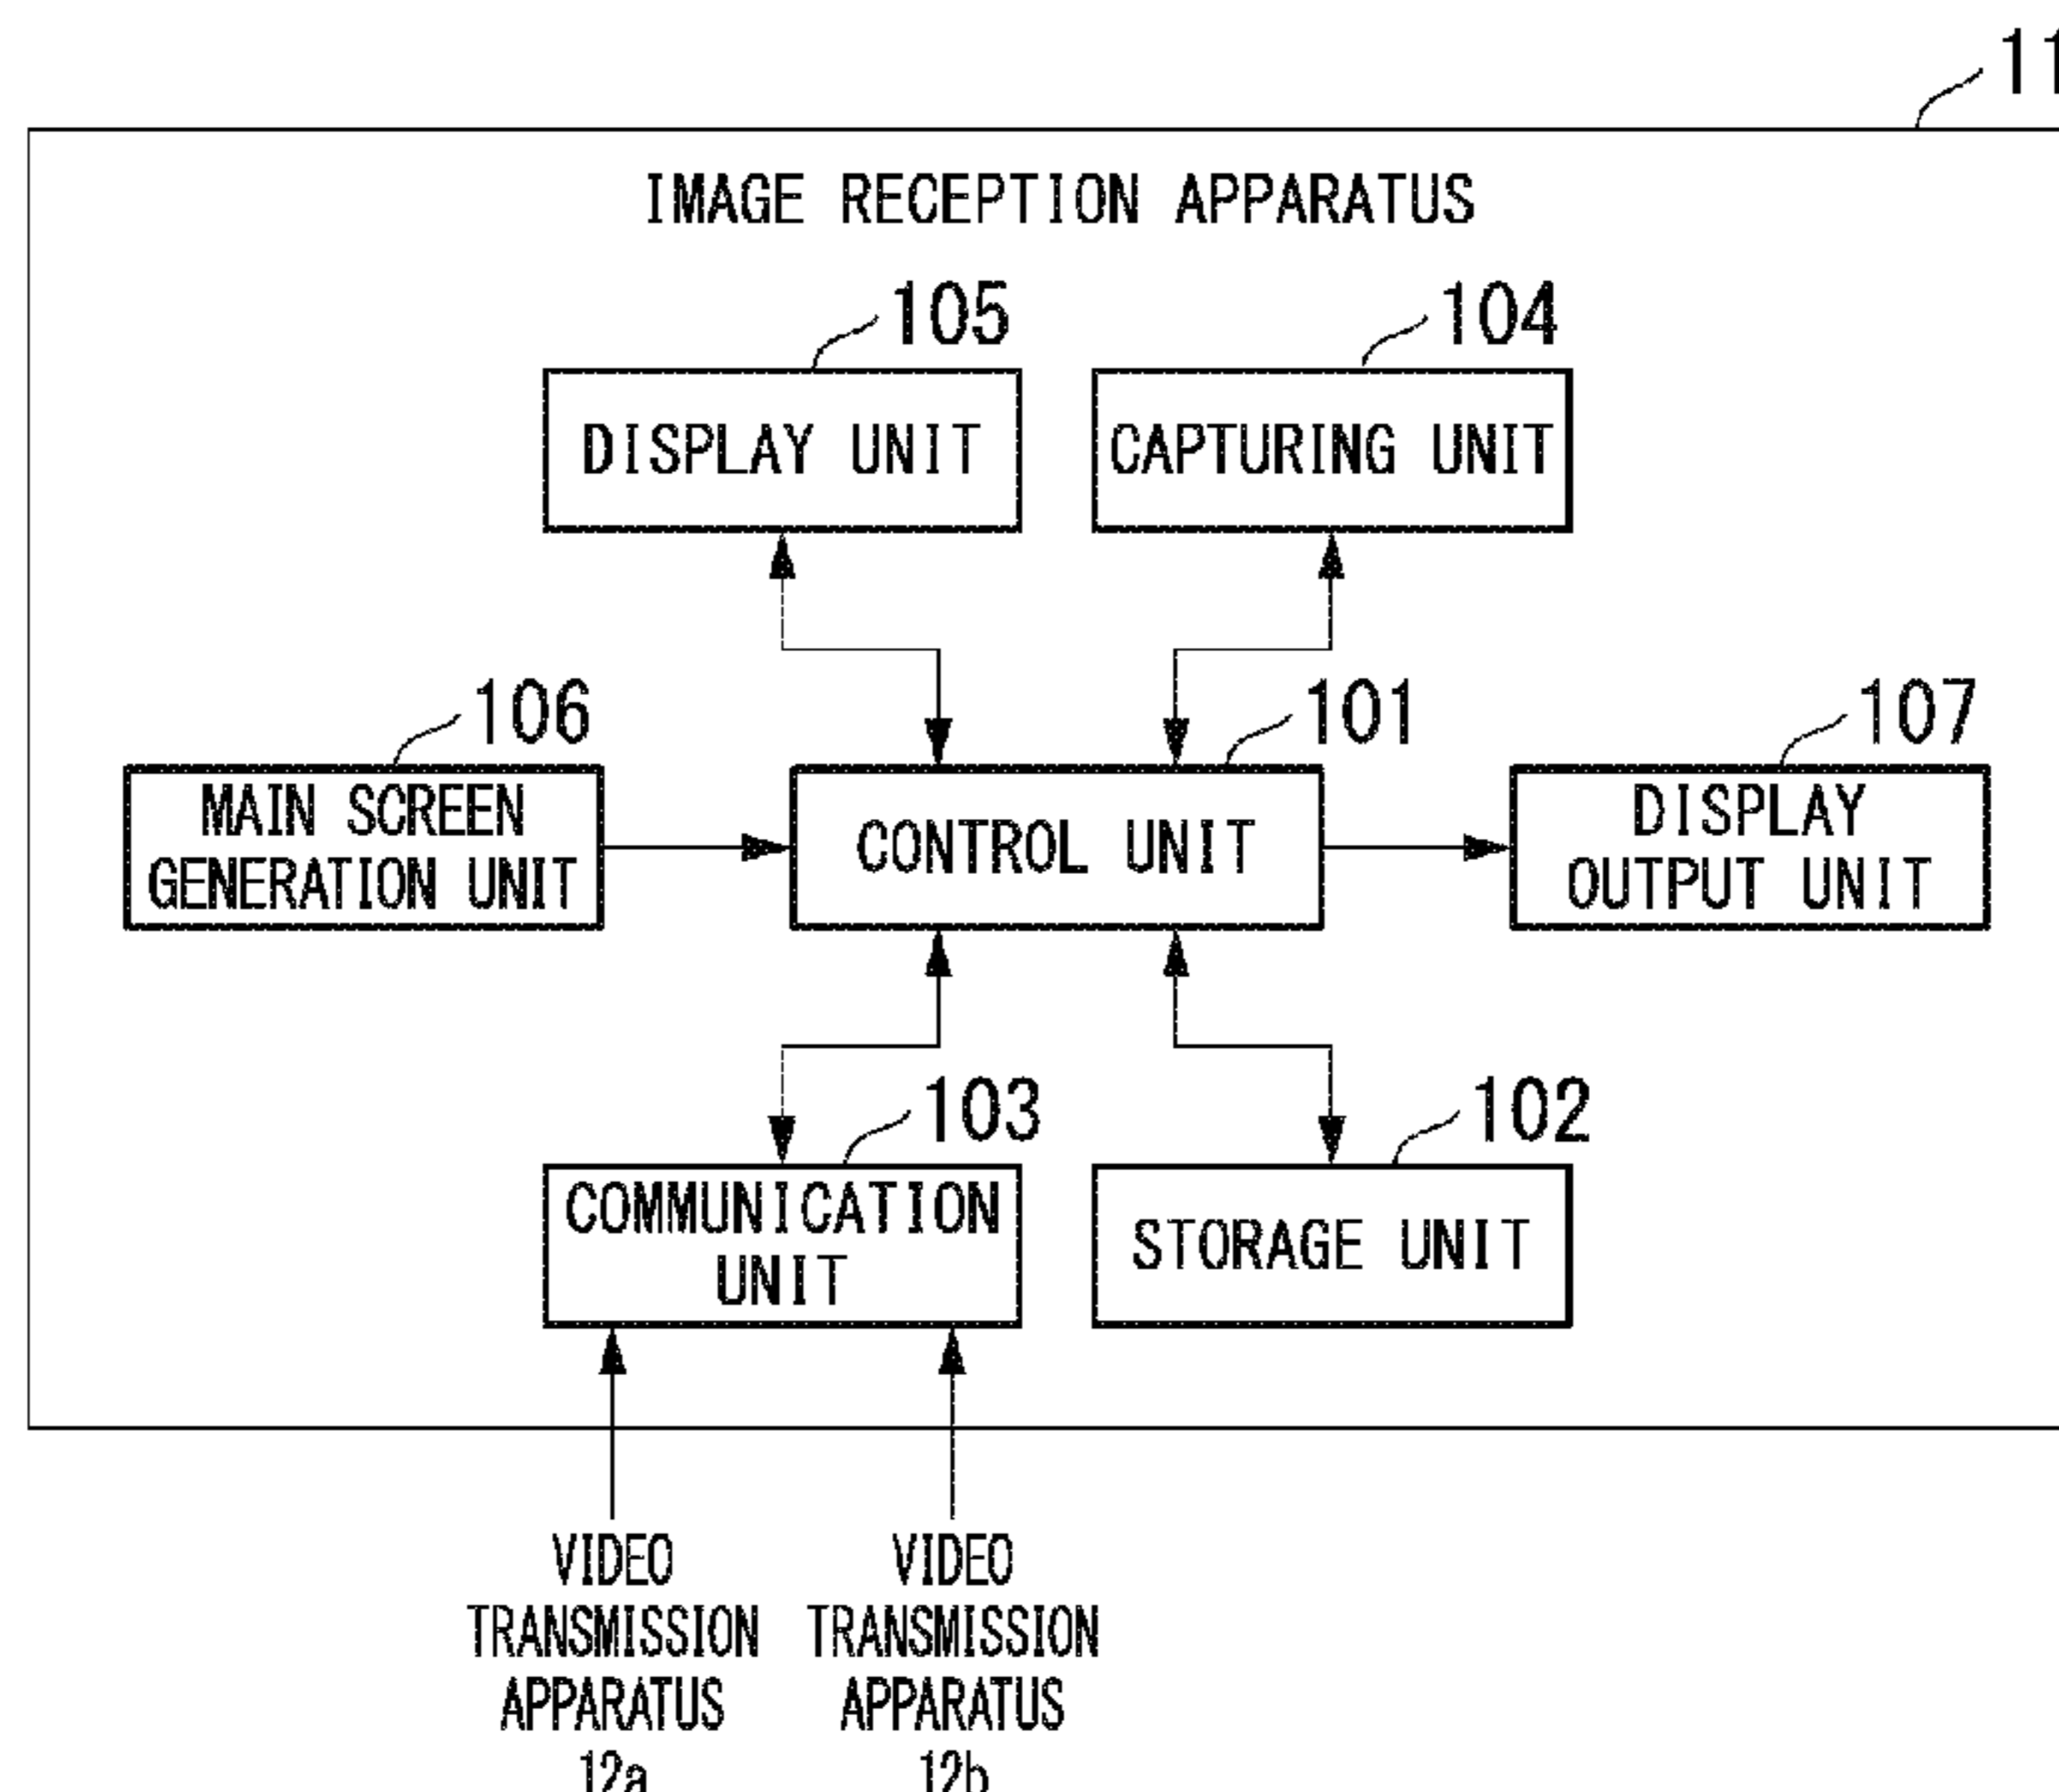 11
IMAGE RECEPTION APPARATUS
105
104
DISPLAY UNIT
CAPTURING UNIT
106
101
107
MAIN SCREEN
GENERATION UNIT
CONTROL UNIT
DISPLAY
OUTPUT UNIT
103
102
COMMUNICATION
UNIT
STORAGE UNIT
VIDEO
TRANSMISSION
APPARATUS
12a
VIDEO
TRANSMISSION
APPARATUS
12b